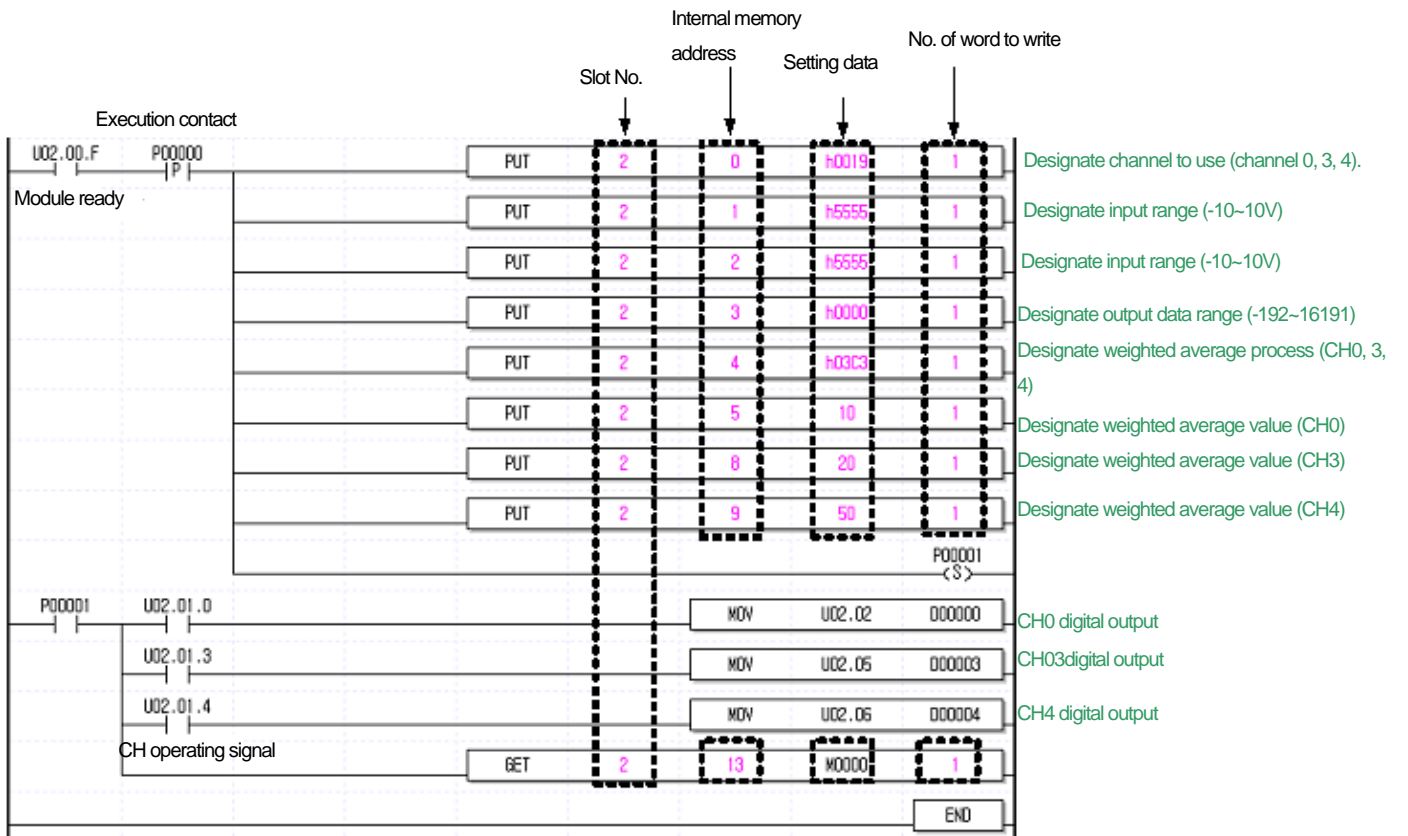 Internal memory
address
No. of word to write
Setting data
Slot No.
Execution contact
U02.00.F P00000 PUT 2 0 h0019 1 Designate channel to use (channel 0, 3, 4).
P
Module ready
PUT 2 1 h5555 1 Designate input range (-10~10V)
PUT 2 2 h5555 1 Designate input range (-10~10V)
PUT 2 3 h0000 1 Designate output data range (-192~16191)
PUT 2 4 h03C3 1 Designate weighted average process (CH0, 3,
4)
PUT 2 5 10 1 Designate weighted average value (CH0)
PUT 2 8 20 1 Designate weighted average value (CH3)
PUT 2 9 50 1 Designate weighted average value (CH4)
P00001
S
P00001 U02.01.0 MOV U02.02 D00000 CH0 digital output
U02.01.3 MOV U02.05 D00003 CH03digital output
U02.01.4 MOV U02.06 D00004 CH4 digital output
CH operating signal
GET 2 13 M0000 1
END